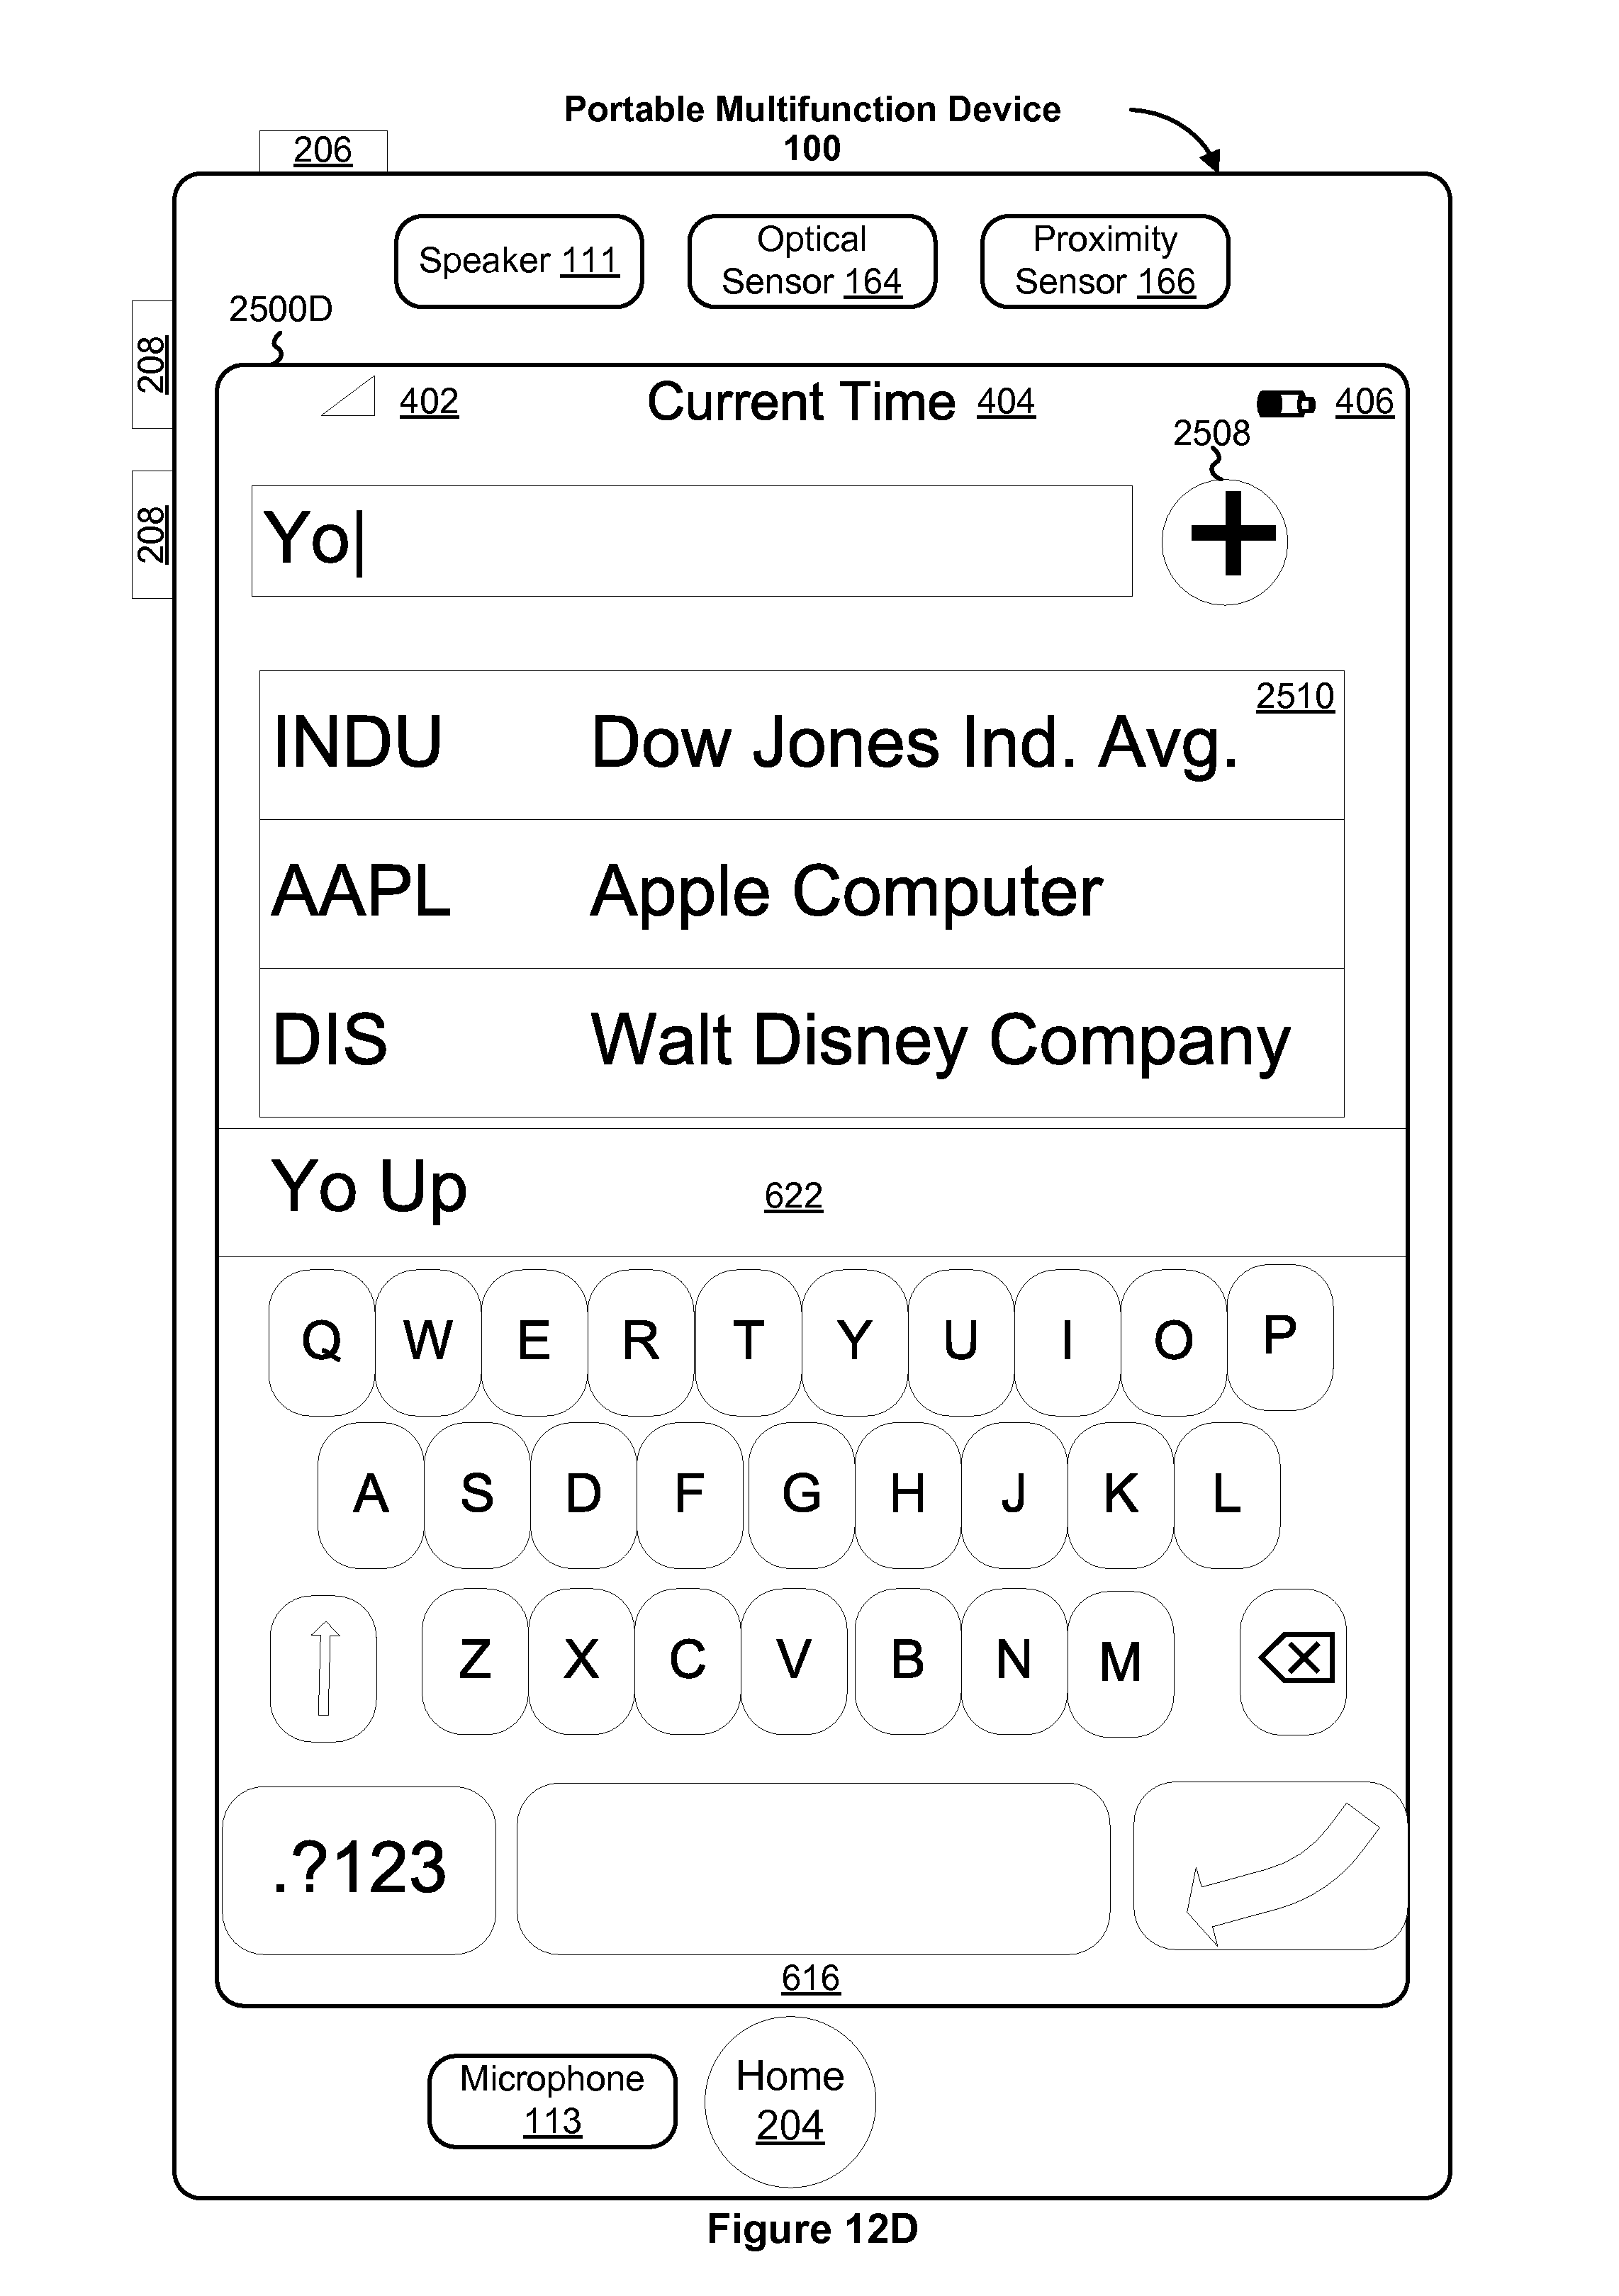 Portable Multifunction Device
100
206
Speaker 111
Optical
Sensor 164
Proximity
Sensor 166
2500D
208
208
402
Current Time 404
406
2508
Yo
2510
INDU Dow Jones Ind. Avg.
AAPL Apple Computer
DIS Walt Disney Company
Yo Up
622
Q W E R T Y U I O P
A S D F G H J K L
Z X C V B N M
.?123
616
Microphone
113
Home
204
Figure 12D